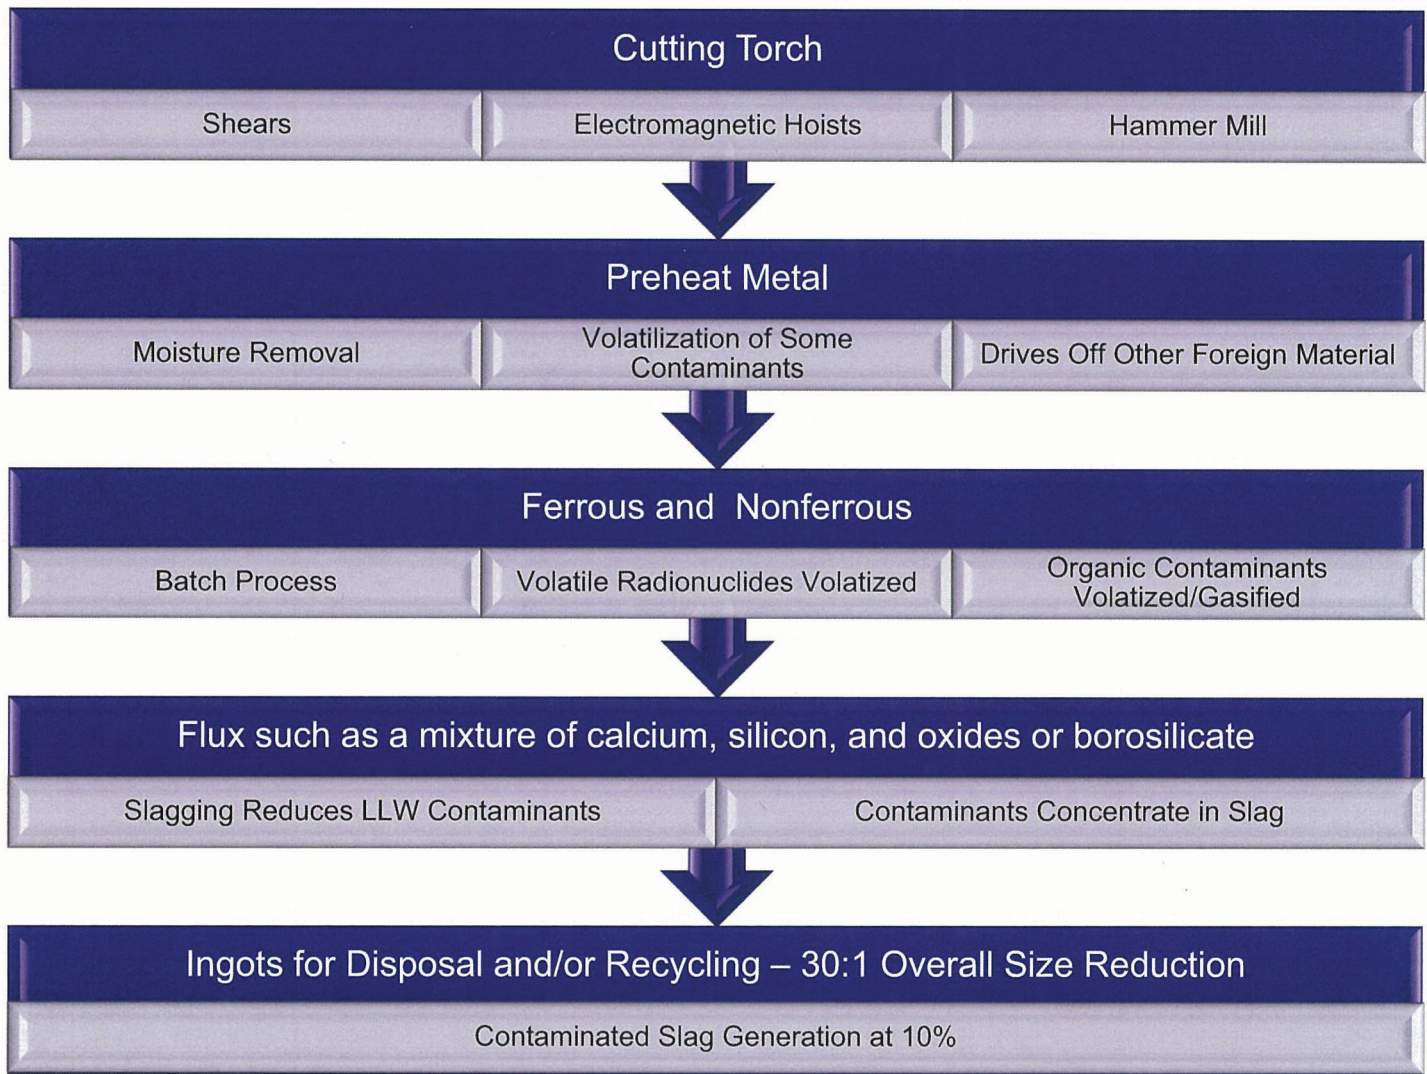 Cutting Torch
Shears
Electromagnetic Hoists
Hammer Mill
Preheat Metal
Moisture Removal
Volatilization of Some
Contaminants
Drives Off Other Foreign Material
Ferrous and  Nonferrous
Batch Process
Volatile Radionuclides Volatized
Organic Contaminants
Volatized/Gasified
Flux such as a mixture of calcium, silicon, and oxides or borosilicate
Slagging Reduces LLW Contaminants
Contaminants Concentrate in Slag
Ingots for Disposal and/or Recycling – 30:1 Overall Size Reduction
Contaminated Slag Generation at 10%